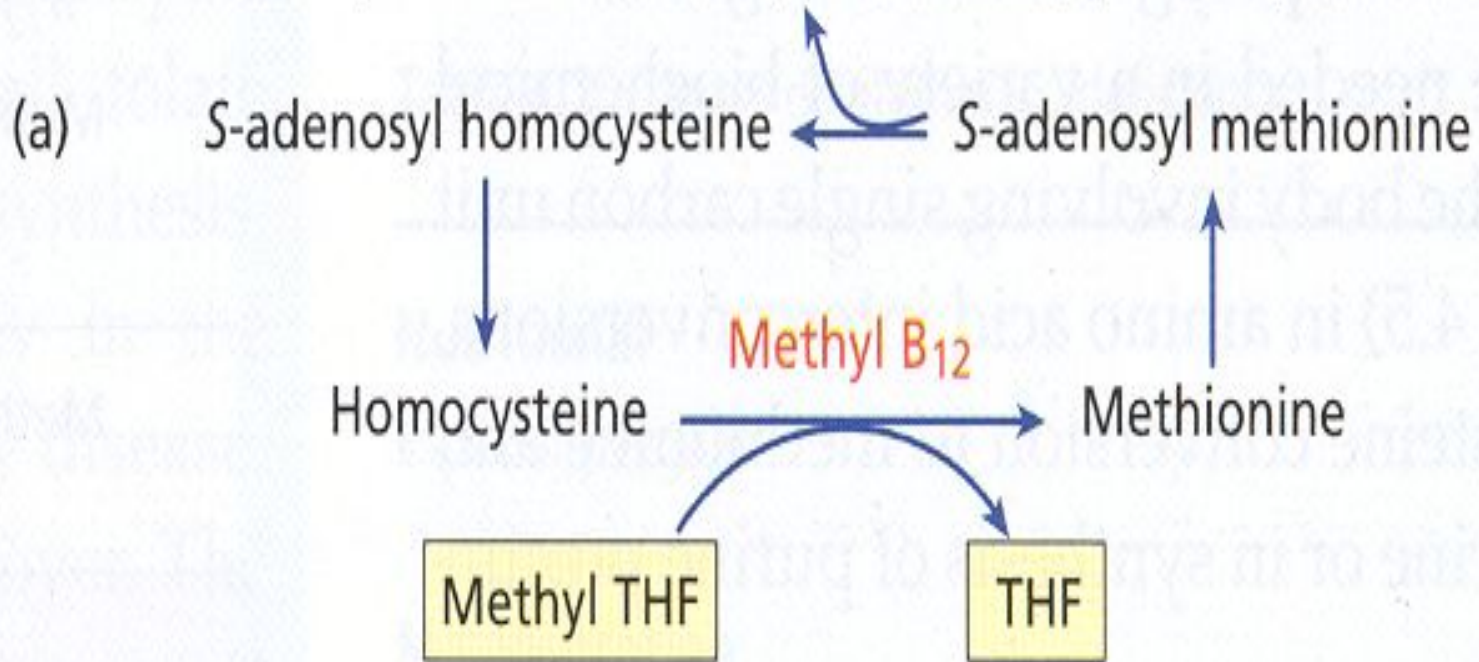 (a) S-adenosyl homocysteine S-adenosyl methionine
Methyl B12
Homocysteine Methionine
Methyl THF THF